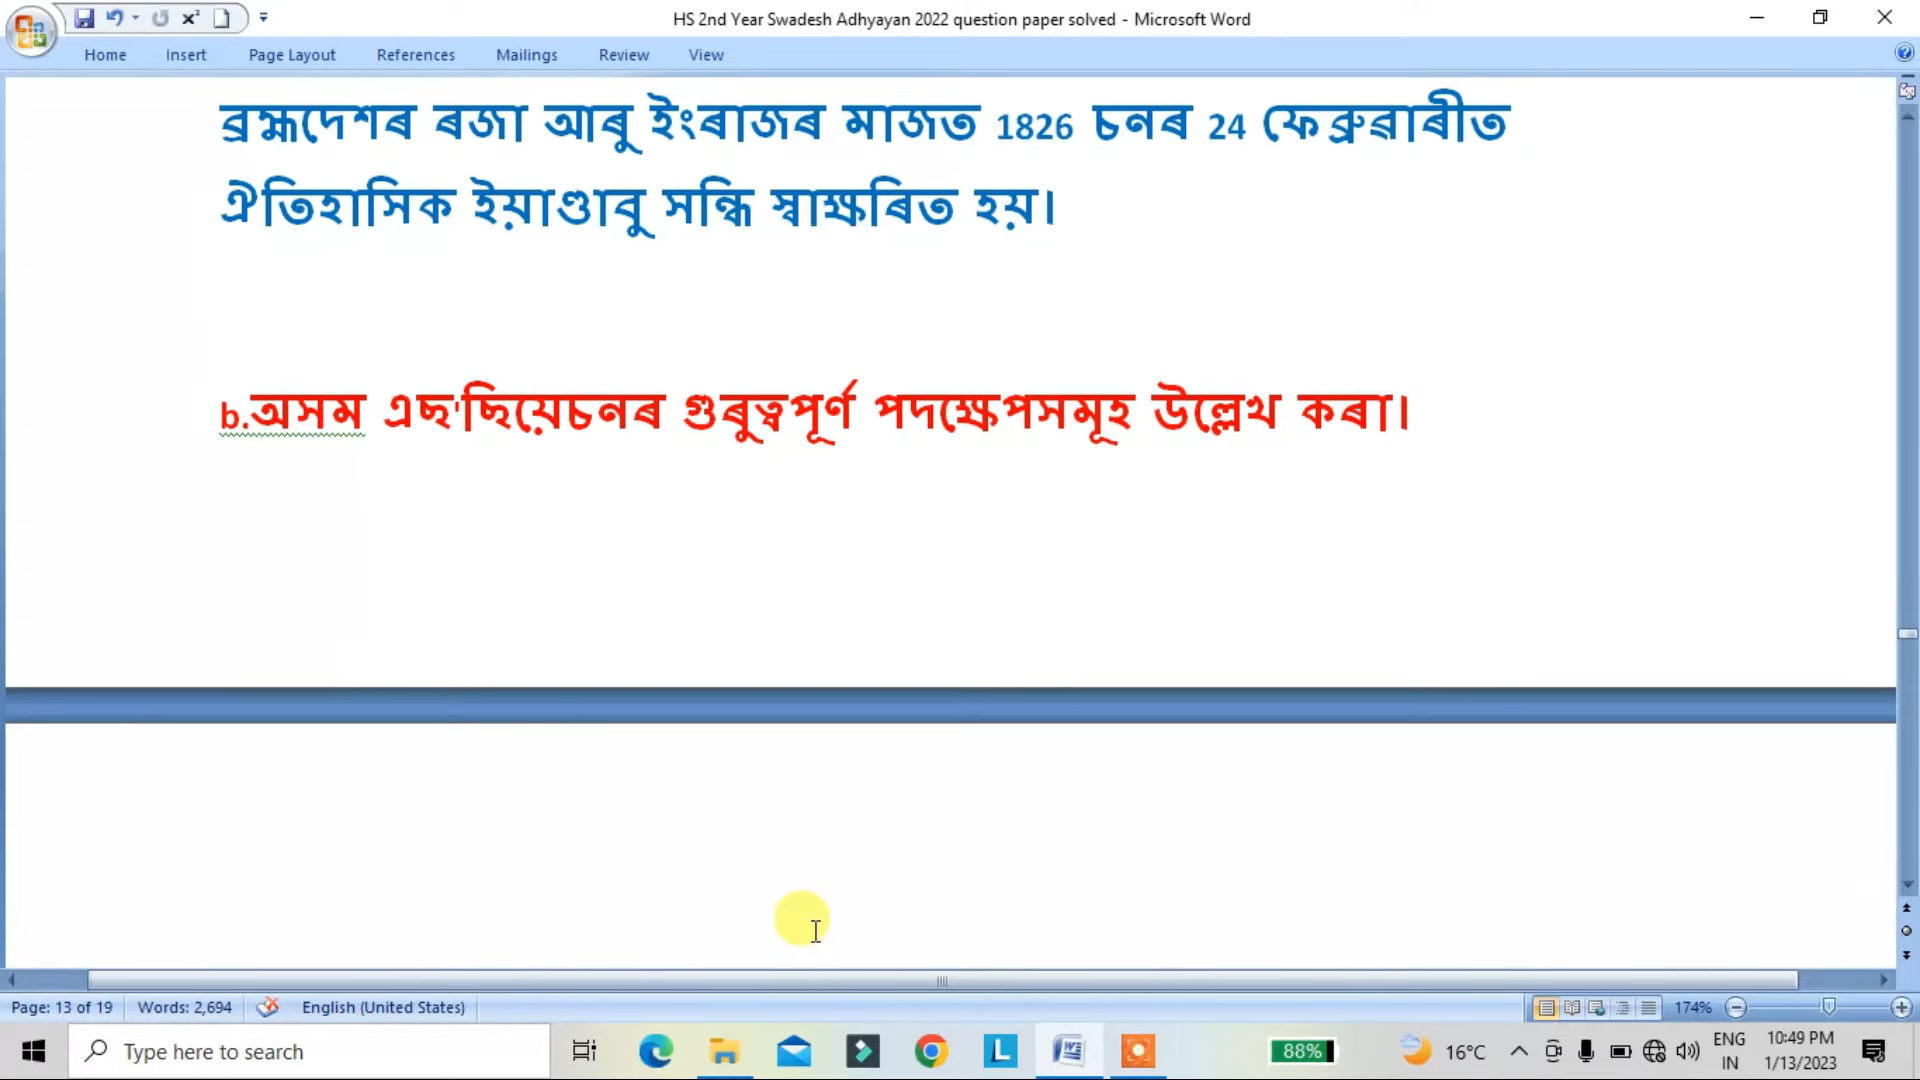 HS 2nd Year Swadesh Adhyayan 2022 question paper solved - Microsoft Word
Home Insert Page Layout References Mailings Review View
ব্ৰহ্মদেশৰ ৰজা আৰু ইংৰাজৰ মাজত 1826 চনৰ 24 ফেব্ৰুৱাৰীত
ঐতিহাসিক ইয়াণ্ডাবু সন্ধি স্বাক্ষৰিত হয়।
b.অসম এছ'ছিয়েচনৰ গুৰুত্বপূৰ্ণ পদক্ষেপসমূহ উল্লেখ কৰা।
Page: 13 of 19 Words: 2,694 English (United States) 174%
Type here to search 88% 16°C ENG IN 10:49 PM 1/13/2023